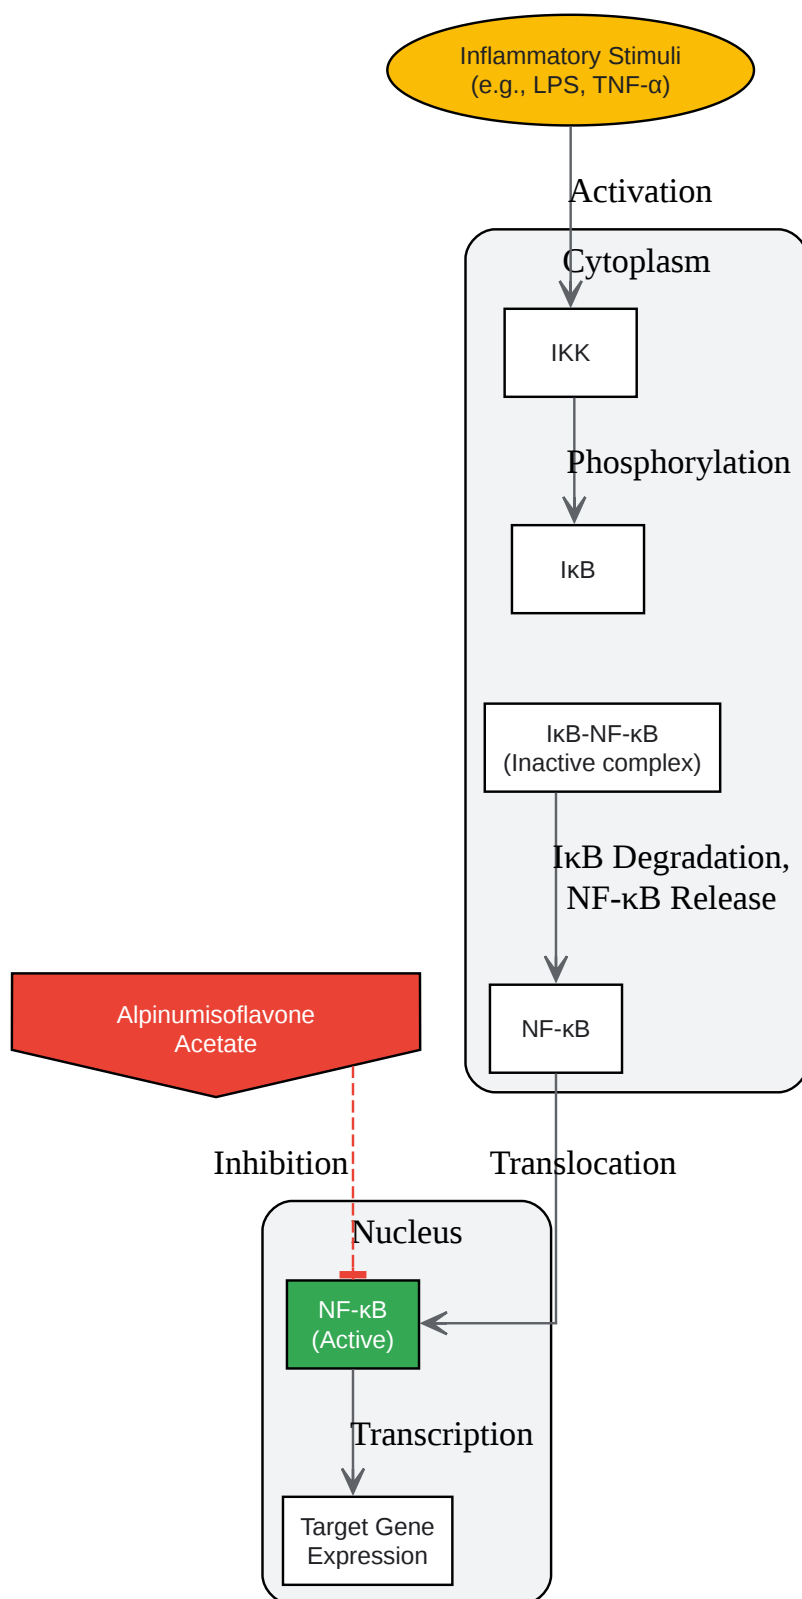 Inflammatory Stimuli
(e.g., LPS, TNF-α)
Activation
Cytoplasm
IKK
Phosphorylation
IκB
IκB-NF-κB
(Inactive complex)
IκB Degradation,
NF-κB Release
NF-κB
Alpinumisoflavone
Acetate
Inhibition
Translocation
Nucleus
NF-κB
(Active)
Transcription
Target Gene
Expression